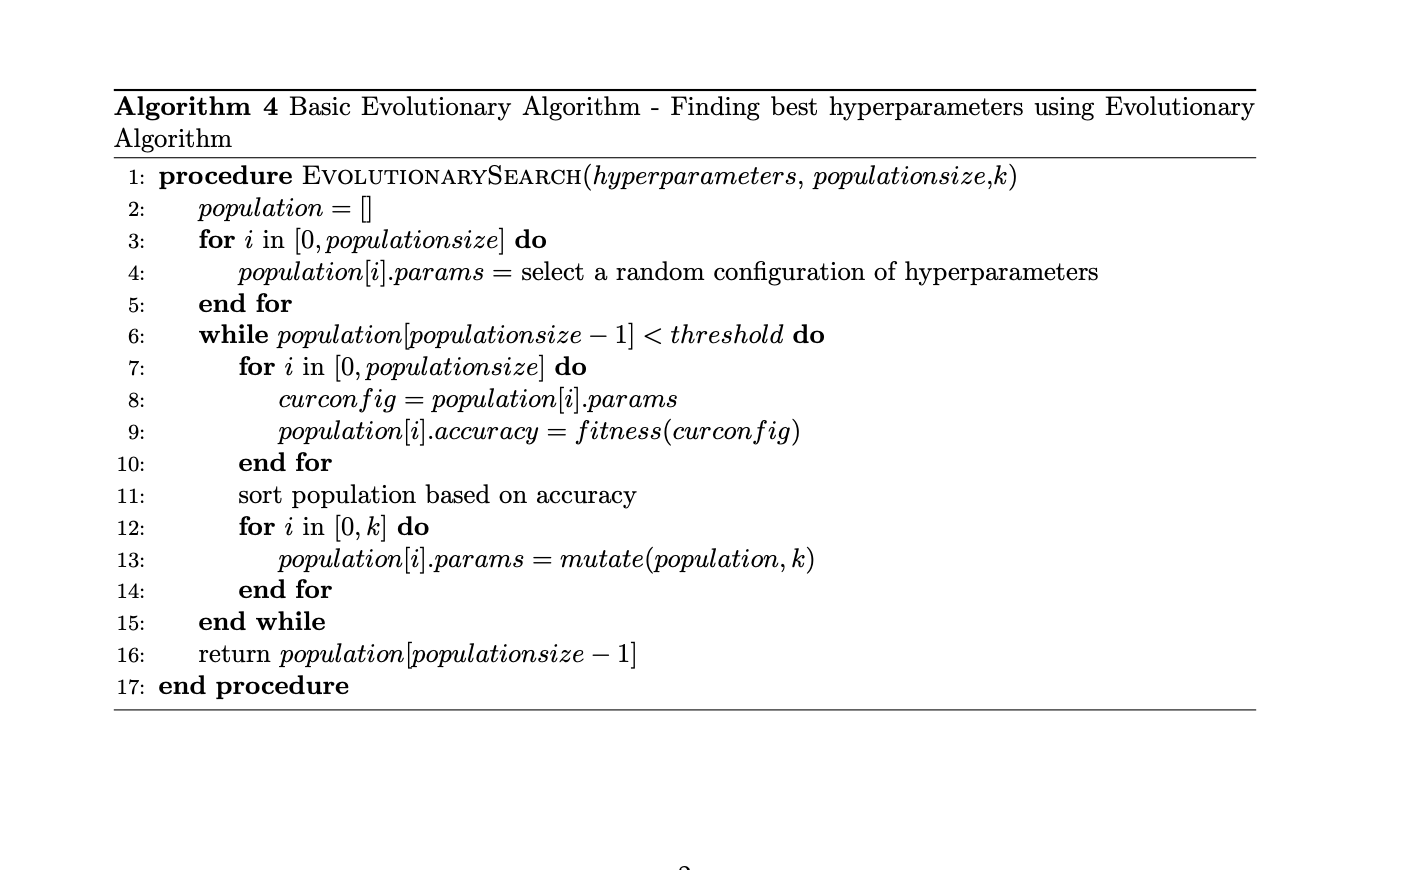 Algorithm 4 Basic Evolutionary Algorithm - Finding best hyperparameters using Evolutionary
Algorithm
1: procedure EVOLUTIONARYSEARCH(hyperparameters, populationsize,k)
2: population = []
3: for i in [0, populationsize] do
4: population[i].params = select a random configuration of hyperparameters
5: end for
6: while population[populationsize − 1] < threshold do
7: for i in [0, populationsize] do
8: curconfig = population[i].params
9: population[i].accuracy = fitness(curconfig)
10: end for
11: sort population based on accuracy
12: for i in [0, k] do
13: population[i].params = mutate(population, k)
14: end for
15: end while
16: return population[populationsize − 1]
17: end procedure